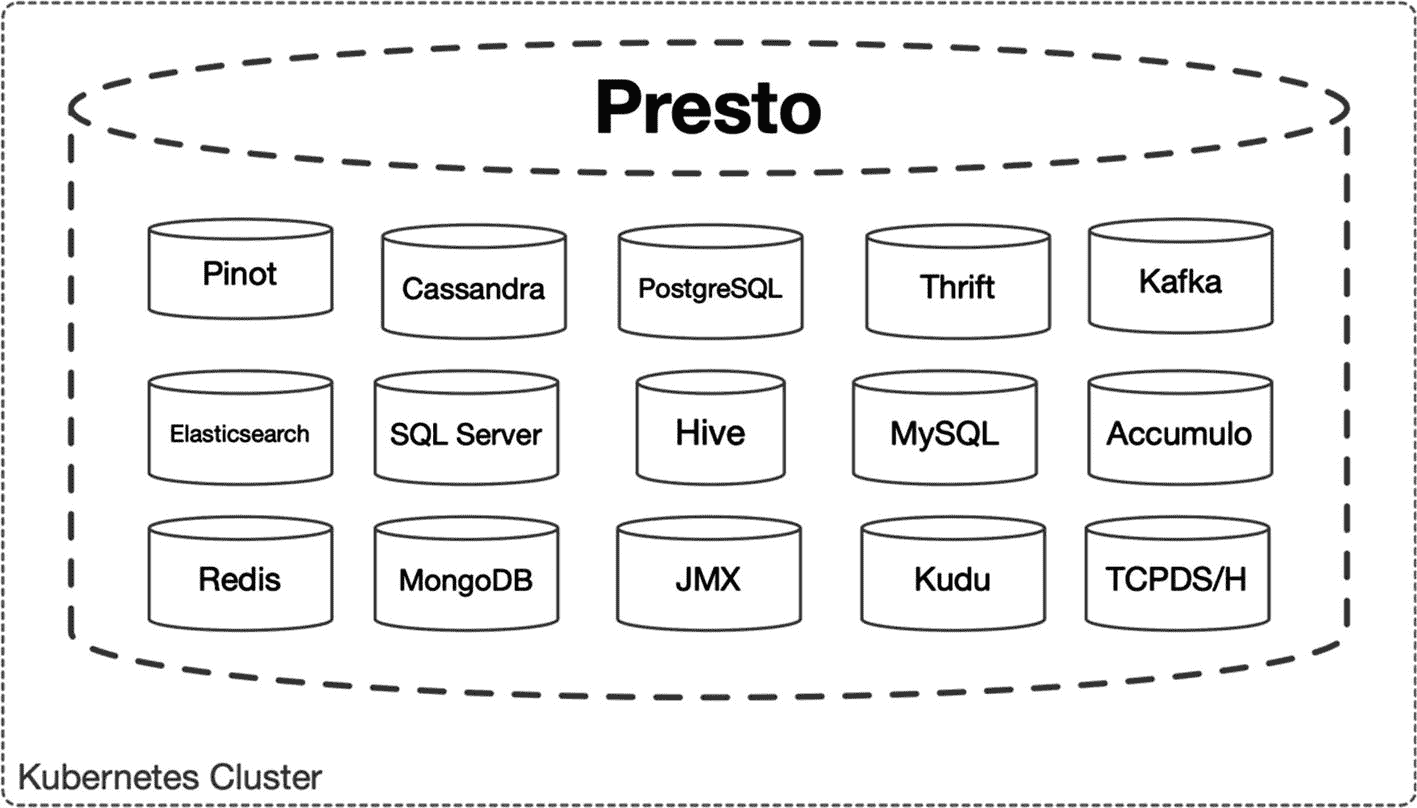 Presto
Pinot
Cassandra
PostgreSQL
Thrift
Kafka
Elasticsearch
SQL Server
Hive
MySQL
Accumulo
Redis
MongoDB
JMX
Kudu
TCPDS/H
Kubernetes Cluster